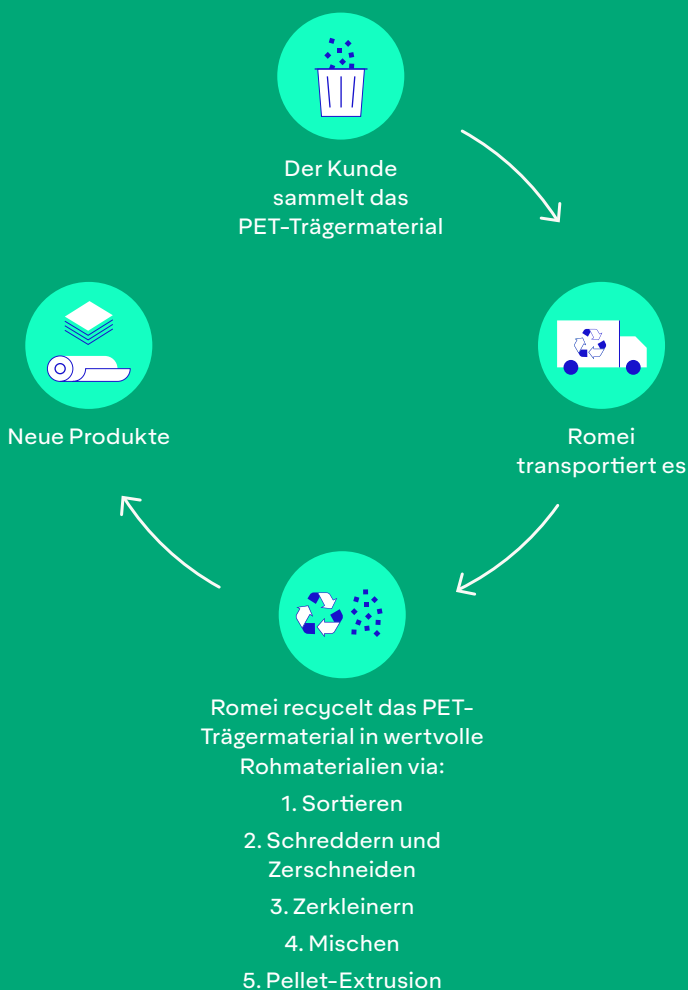 Der Kunde
sammelt das
PET-Trägermaterial
Neue Produkte
Romei
transportiert es
Romei recycelt das PET-
Trägermaterial in wertvolle
Rohmaterialien via:
1. Sortieren
2. Schreddern und
Zerschneiden
3. Zerkleinern
4. Mischen
5. Pellet-Extrusion